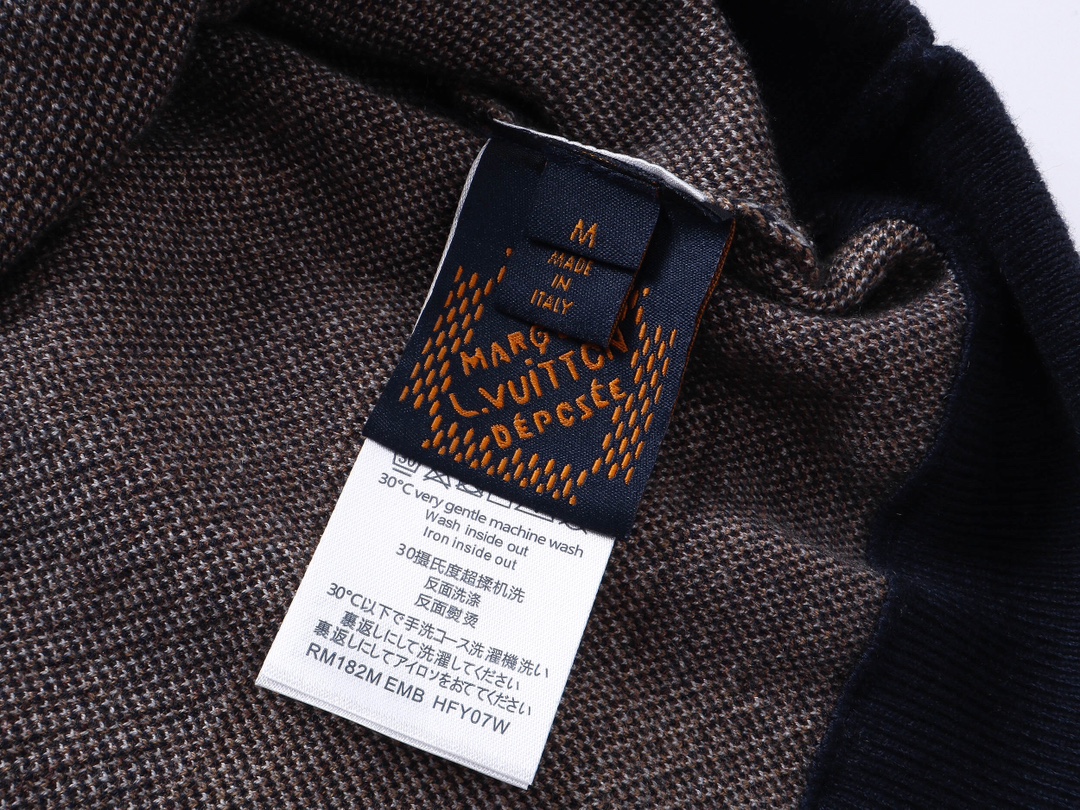 M
MADE
IN
ITALY
MARQ
L.VUITTON
DÉPOSÉE
30
30°C very gentle machine wash
Wash inside out
Iron inside out
30摄氏度超揉机洗
反面洗涤
反面熨烫
30°C以下で手洗コース洗濯機洗い
裏返しにして洗濯してください
裏返しにしてアイロンをおててください
RM182M EMB HFY07W